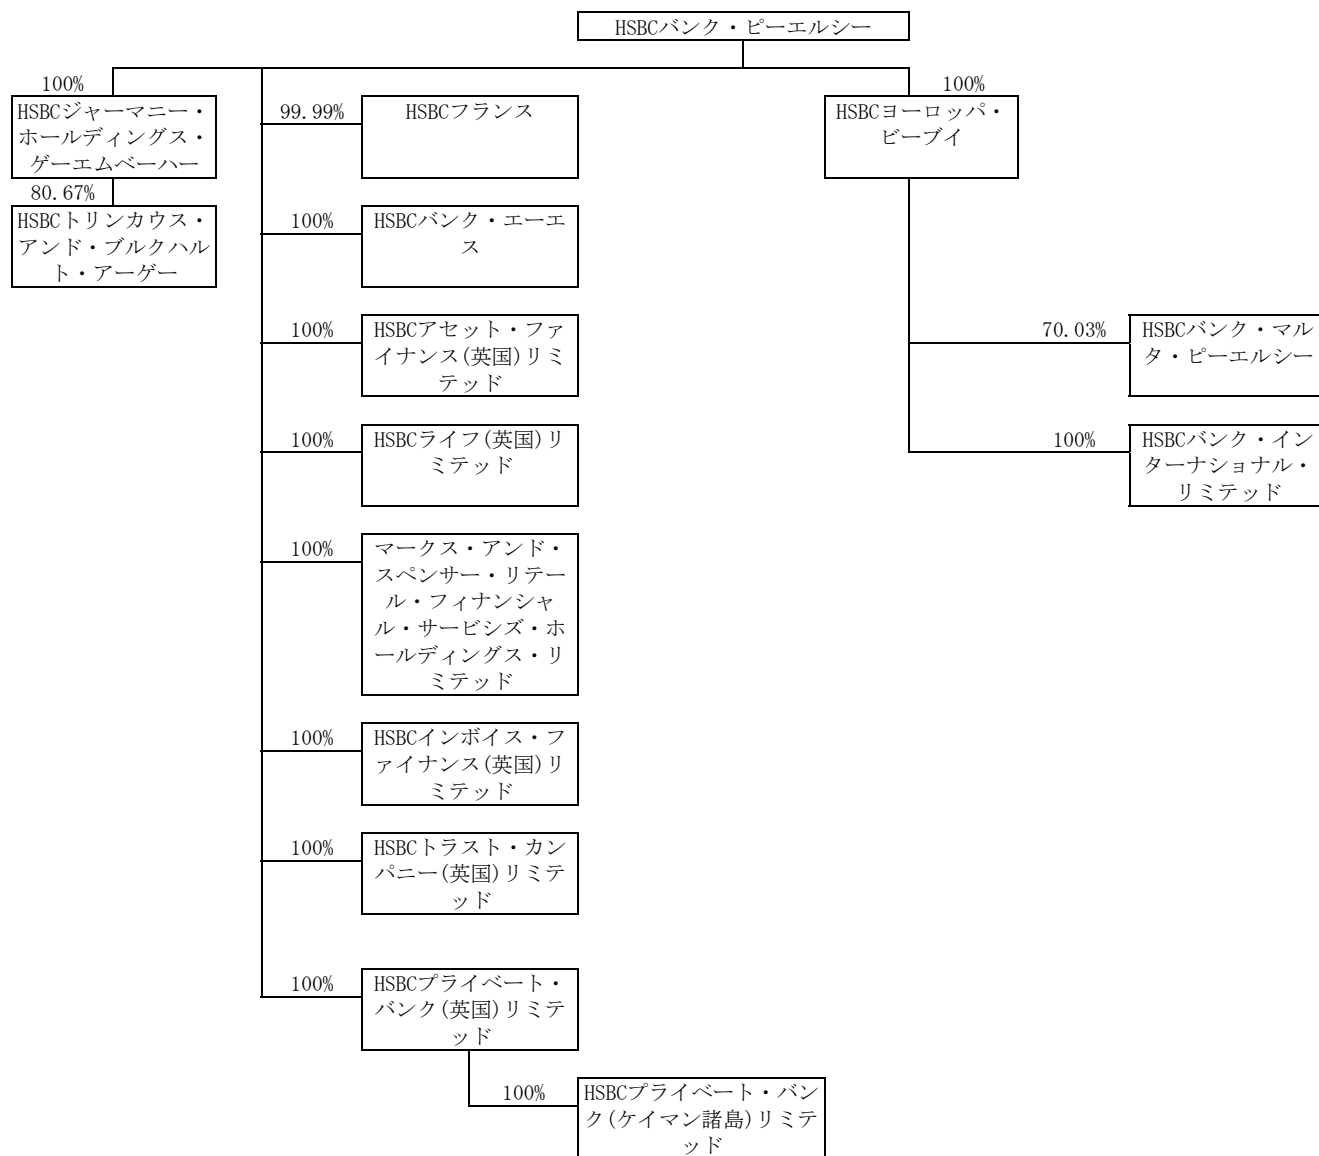 HSBCバンク・ピーエルシー
100%
HSBCジャーマニー・
ホールディングス・
ゲーエムベーハー
80.67%
HSBCトリンカウス・
アンド・ブルクハル
ト・アーゲー
99.99%
HSBCフランス
100%
HSBCバンク・エーエ
ス
100%
HSBCアセット・ファ
イナンス(英国)リミ
テッド
100%
HSBCライフ(英国)リ
ミテッド
100%
マークス・アンド・
スペンサー・リテー
ル・フィナンシャ
ル・サービシズ・ホ
ールディングス・リ
ミテッド
100%
HSBCインボイス・フ
ァイナンス(英国)リ
ミテッド
100%
HSBCトラスト・カン
パニー(英国)リミテ
ッド
100%
HSBCプライベート・
バンク(英国)リミテ
ッド
100%
HSBCプライベート・バン
ク(ケイマン諸島)リミテ
ッド
100%
HSBCヨーロッパ・
ビーブイ
70.03%
HSBCバンク・マル
タ・ピーエルシー
100%
HSBCバンク・イン
ターナショナル・
リミテッド